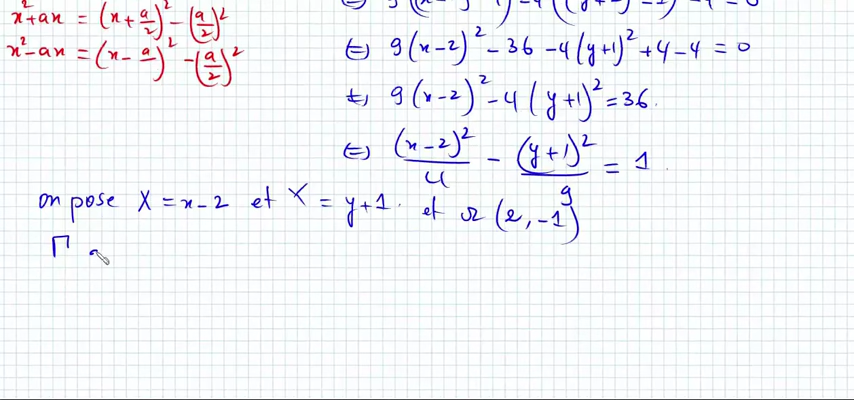 x²+ax = (x + a/2)² - (a/2)²
x²-ax = (x - a/2)² - (a/2)²
⇔ 9(x-2)² - 36 - 4(y+1)² + 4 - 4 = 0
⇔ 9(x-2)² - 4(y+1)² = 36.
⇔ (x-2)²/4 - (y+1)²/9 = 1.
on pose X = x-2 et Y = y+1. et Ω(2, -1)
Γ